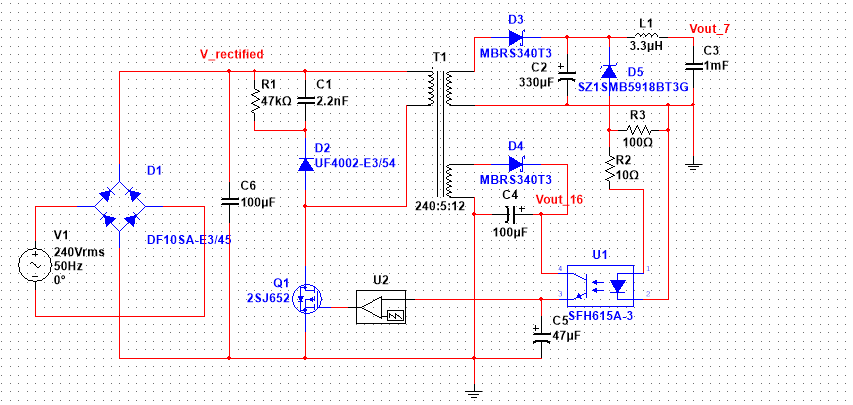 D3
MBRS340T3
L1
3.3µH
Vout_7
V_rectified
T1
C2
330µF
D5
SZ1SMB5918BT3G
C3
1mF
R1
47kΩ
C1
2.2nF
R3
100Ω
D2
UF4002-E3/54
D4
MBRS340T3
R2
10Ω
D1
C6
100µF
240:5:12
C4
100µF
Vout_16
V1
240Vrms
50Hz
0°
DF10SA-E3/45
U1
4
1
3
2
SFH615A-3
Q1
2SJ652
U2
C5
47µF